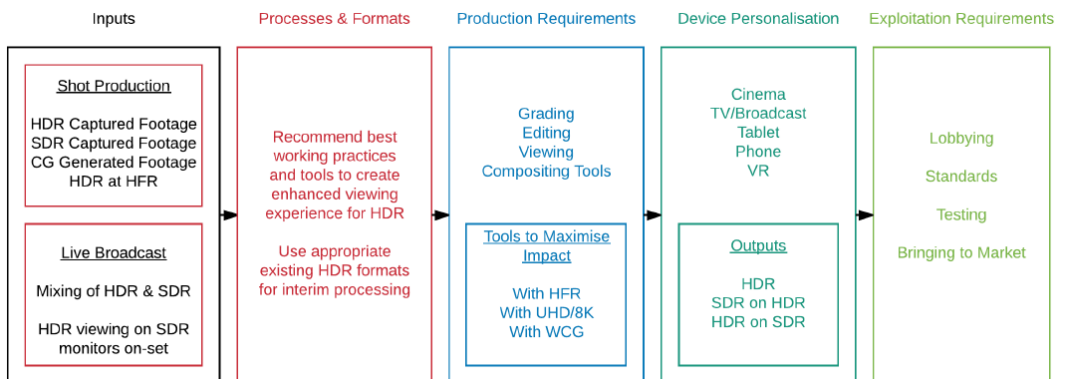 Inputs
Processes & Formats
Production Requirements
Device Personalisation
Exploitation Requirements
Shot Production
HDR Captured Footage
SDR Captured Footage
CG Generated Footage
HDR at HFR
Live Broadcast
Mixing of HDR & SDR
HDR viewing on SDR
monitors on-set
Recommend best
working practices
and tools to create
enhanced viewing
experience for HDR
Use appropriate
existing HDR formats
for interim processing
Grading
Editing
Viewing
Compositing Tools
Tools to Maximise
Impact
With HFR
With UHD/8K
With WCG
Cinema
TV/Broadcast
Tablet
Phone
VR
Outputs
HDR
SDR on HDR
HDR on SDR
Lobbying
Standards
Testing
Bringing to Market